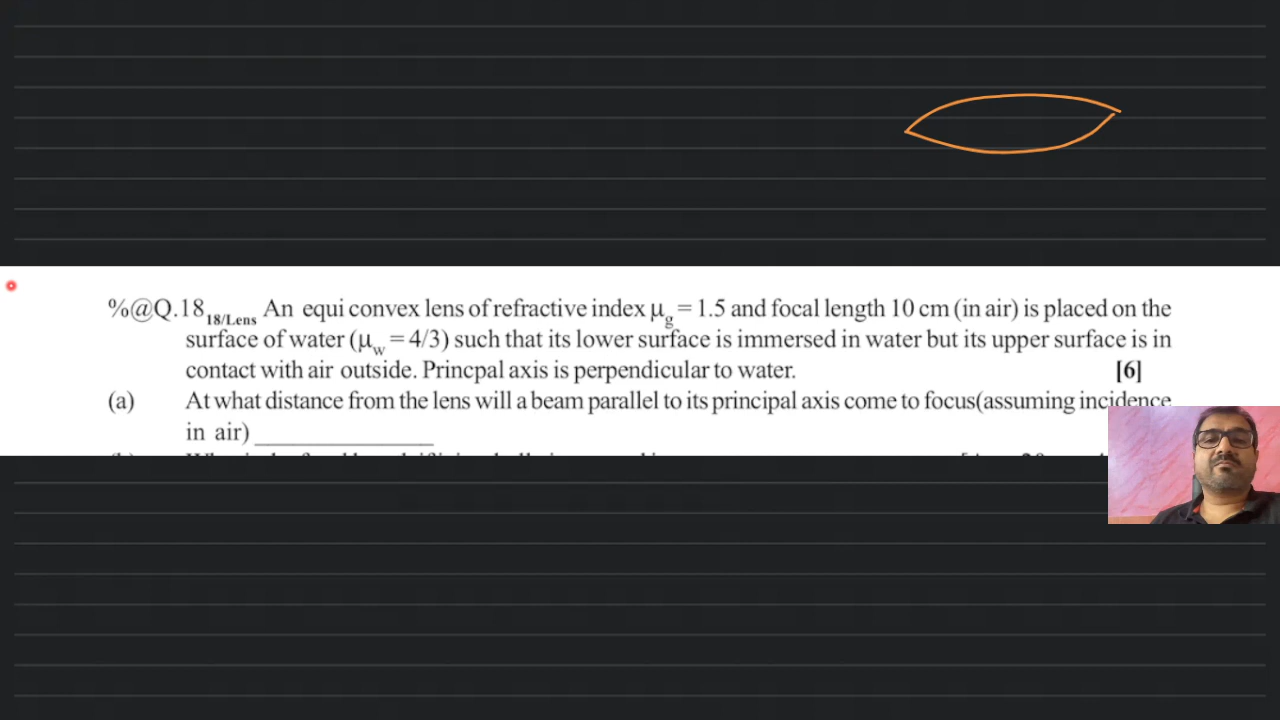 %@Q.18 18/Lens An equi convex lens of refractive index μg = 1.5 and focal length 10 cm (in air) is placed on the
surface of water (μw = 4/3) such that its lower surface is immersed in water but its upper surface is in
contact with air outside. Princpal axis is perpendicular to water. [6]
(a) At what distance from the lens will a beam parallel to its principal axis come to focus(assuming incidence
in air) ________________